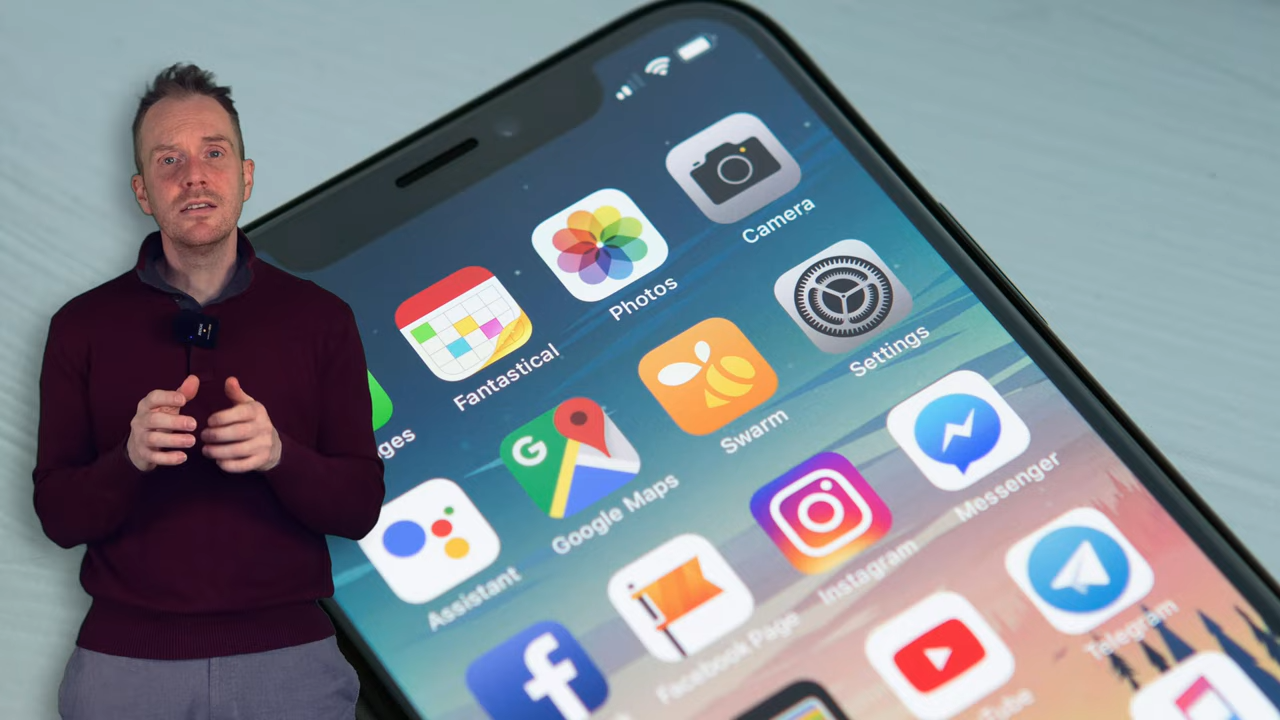 Camera
Photos
Fantastical
ges
Settings
Swarm
Google Maps
G
Assistant
Messenger
Instagram
Facebook Page
Telegram
f